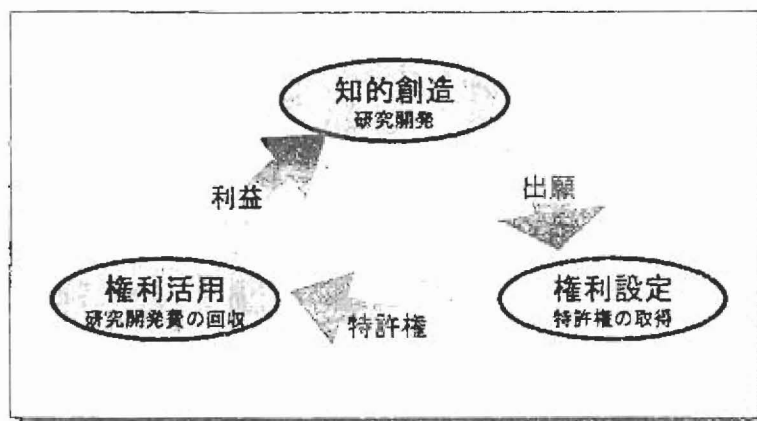 知的創造
研究開発
利益
出願
権利活用
研究開発費の回収
特許権
権利設定
特許権の取得